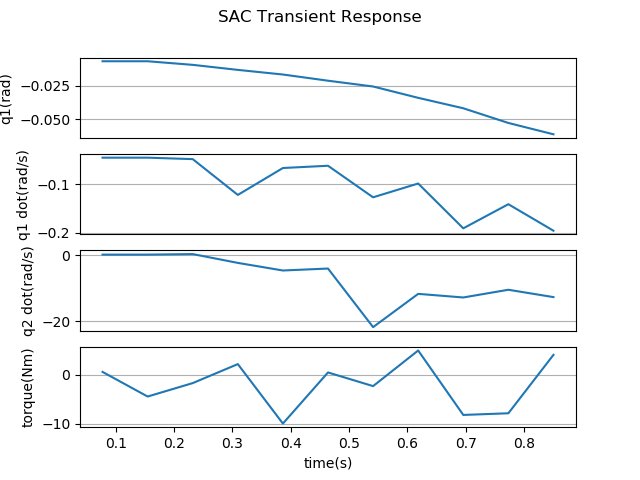 SAC Transient Response
q1(rad)
−0.025
−0.050
q1 dot(rad/s)
−0.1
−0.2
q2 dot(rad/s)
0
−20
torque(Nm)
0
−10
0.1 0.2 0.3 0.4 0.5 0.6 0.7 0.8
time(s)